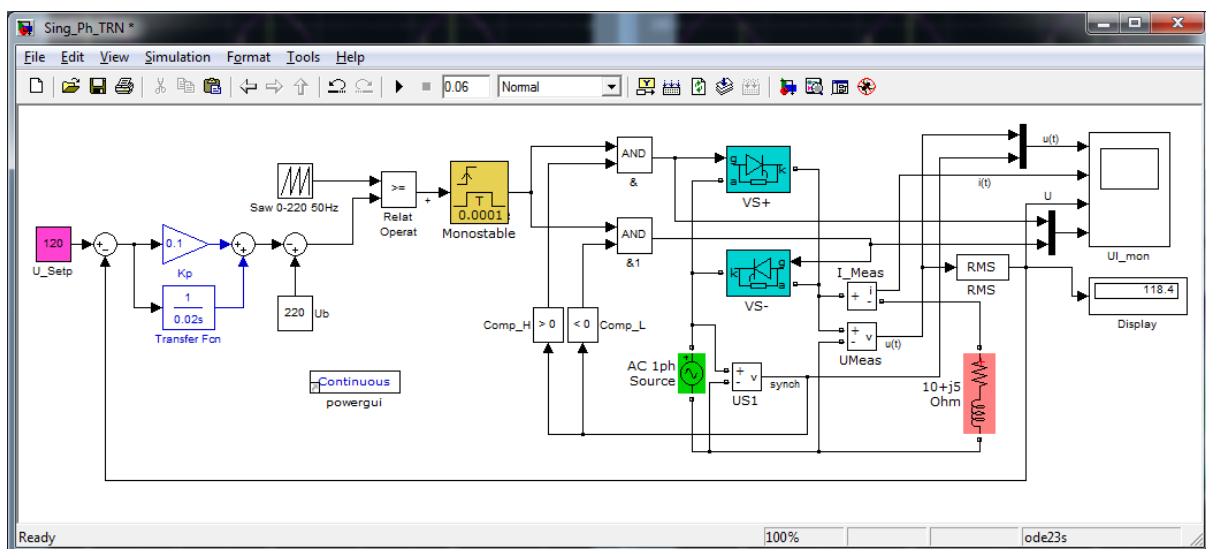 Sing_Ph_TRN *
File Edit View Simulation Format Tools Help
0.06 Normal
Saw 0-220 50Hz
>=
+
Relat
Operat
T
0.0001
Monostable
AND
&
AND
&1
g
a
k
VS+
k
g
a
VS-
u(t)
i(t)
U
UI_mon
120
U_Setp
+
-
0.1
Kp
1
0.02s
Transfer Fcn
+
+
-
+
220
Ub
Continuous
powergui
Comp_H
> 0
< 0
Comp_L
AC 1ph
Source
+
+
-
v
US1
synch
I_Meas
+
i
-
+
-
v
u(t)
UMeas
RMS
RMS
118.4
Display
10+j5
Ohm
Ready
100%
ode23s